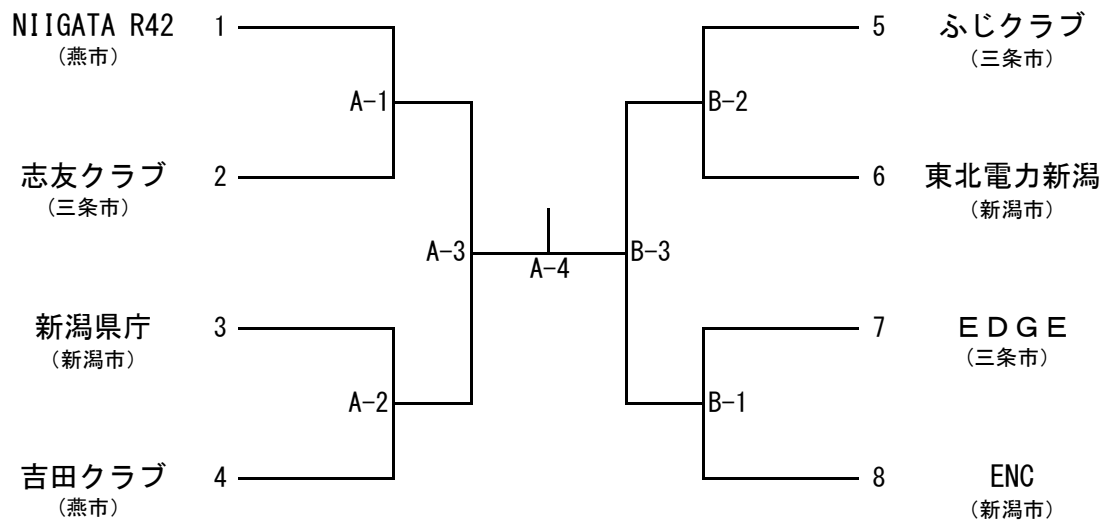 NIIGATA R42 1
(燕市)
A-1
志友クラブ 2
(三条市)
A-3
新潟県庁 3
(新潟市)
A-2
吉田クラブ 4
(燕市)
A-4
5 ふじクラブ
(三条市)
B-2
6 東北電力新潟
(新潟市)
B-3
7 ＥＤＧＥ
(三条市)
B-1
8 ENC
(新潟市)